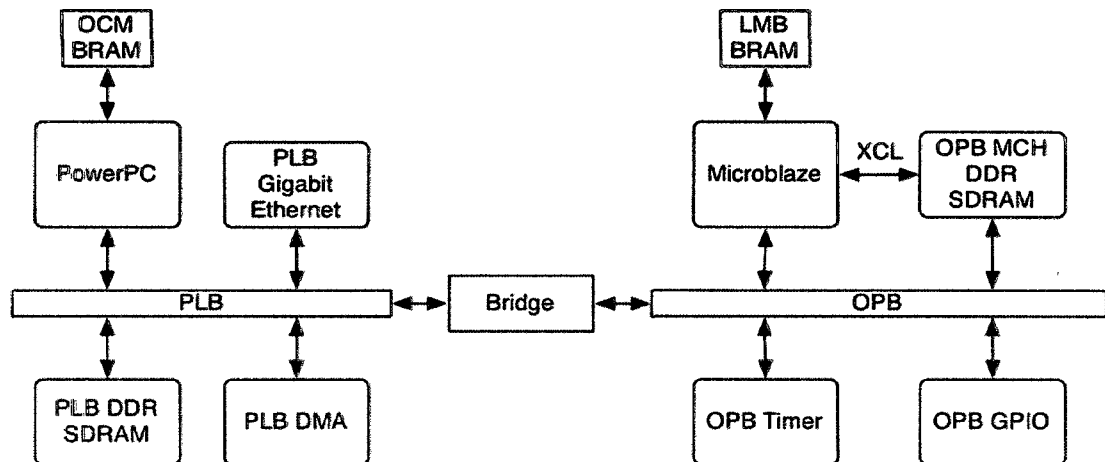 OCM
BRAM
LMB
BRAM
PowerPC
PLB
Gigabit
Ethernet
Microblaze
XCL
OPB MCH
DDR
SDRAM
PLB
Bridge
OPB
PLB DDR
SDRAM
PLB DMA
OPB Timer
OPB GPIO